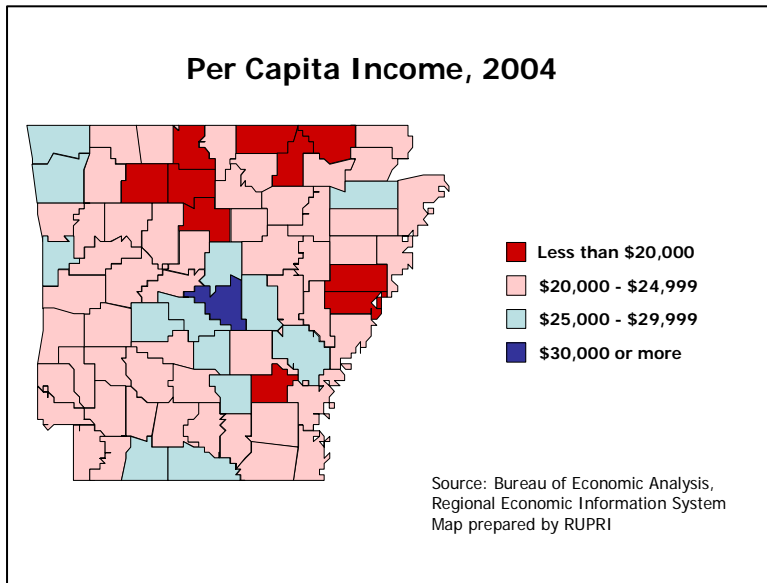 Per Capita Income, 2004
Less than $20,000
$20,000 - $24,999
$25,000 - $29,999
$30,000 or more
Source: Bureau of Economic Analysis,
Regional Economic Information System
Map prepared by RUPRI